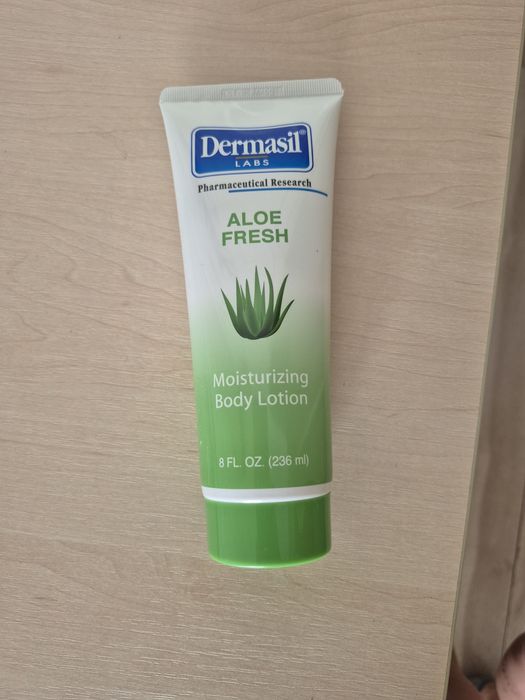 Dermasil®
LABS
Pharmaceutical Research
ALOE
FRESH
Moisturizing
Body Lotion
8 FL. OZ. (236 ml)